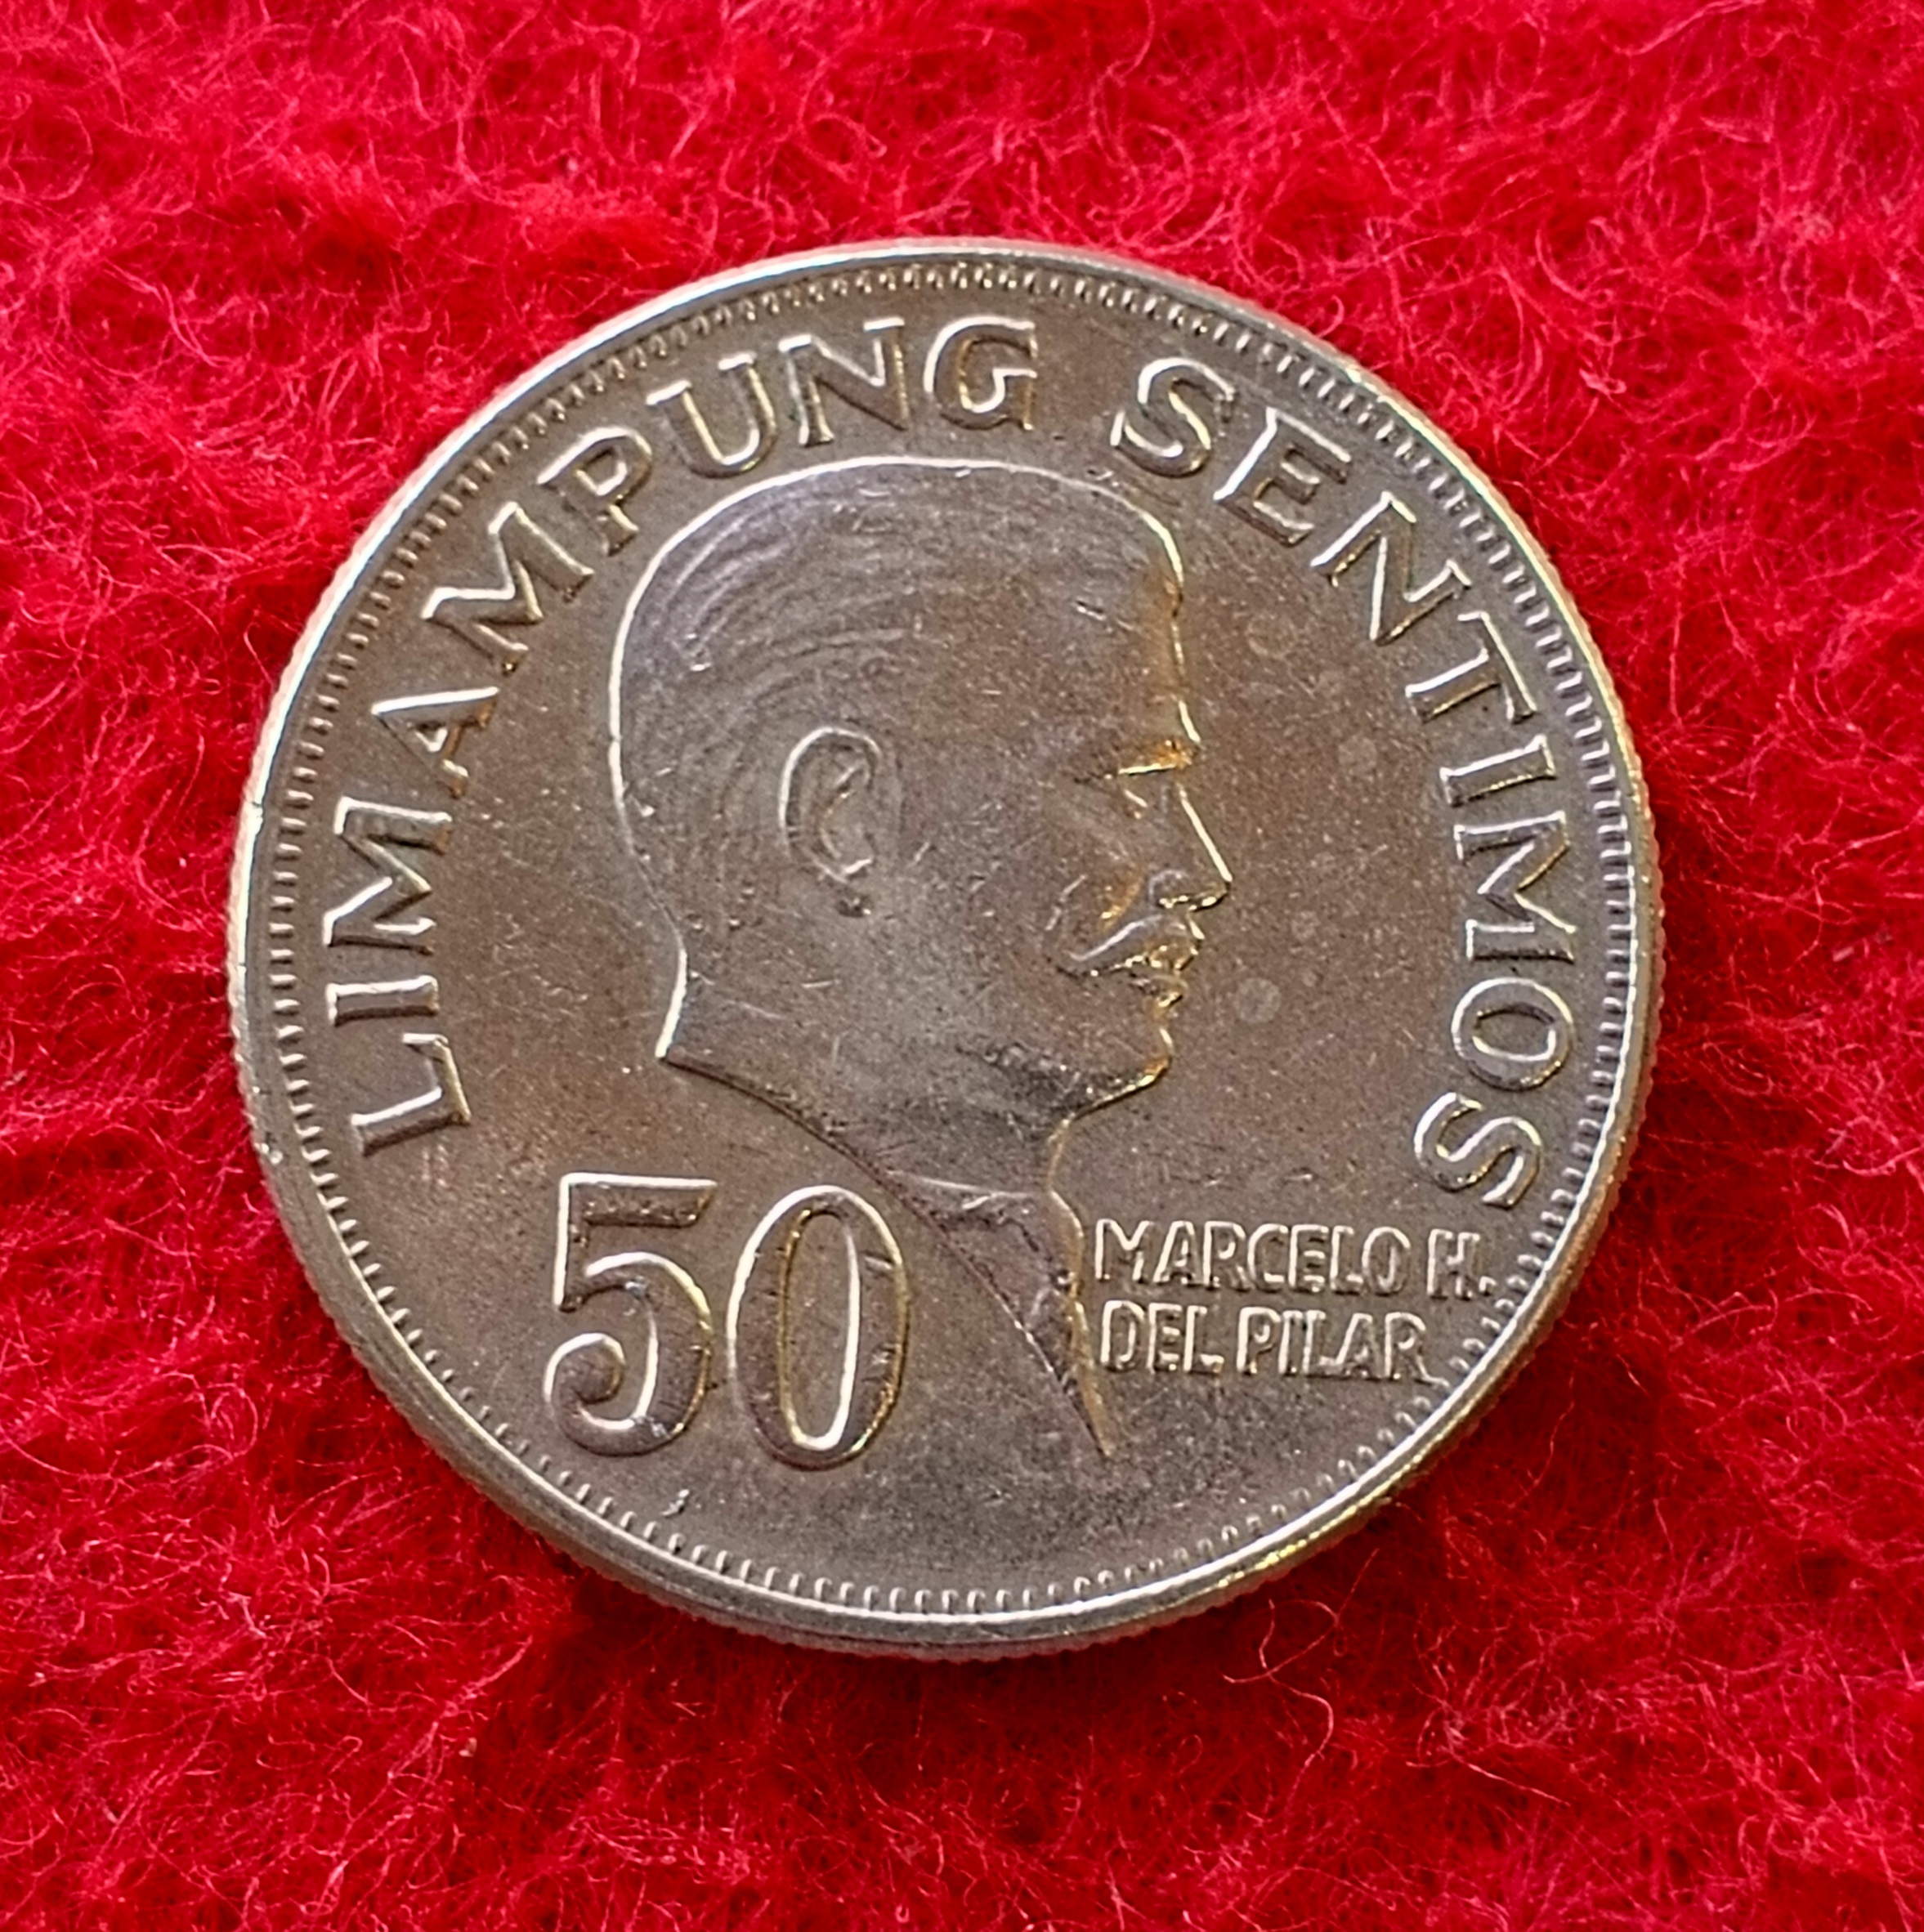 LIMAMPUNG SENTIMOS
50
MARCELO H.
DEL PILAR